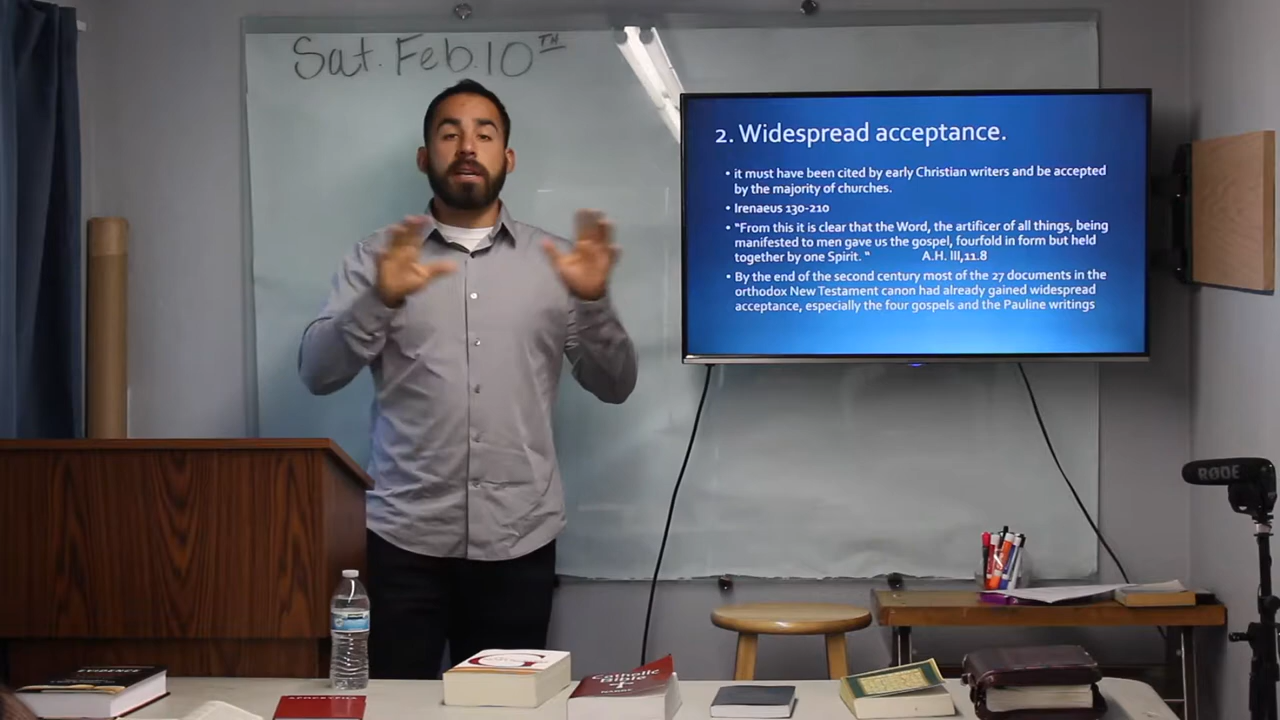 Sat. Feb. 10TH
2. Widespread acceptance.
• it must have been cited by early Christian writers and be accepted
by the majority of churches.
• Irenaeus 130-210
• "From this it is clear that the Word, the artificer of all things, being
manifested to men gave us the gospel, fourfold in form but held
together by one Spirit. " A.H. III,11.8
• By the end of the second century most of the 27 documents in the
orthodox New Testament canon had already gained widespread
acceptance, especially the four gospels and the Pauline writings
RØDE
EVIDENCE
APOCRYPHA
G
Catholic